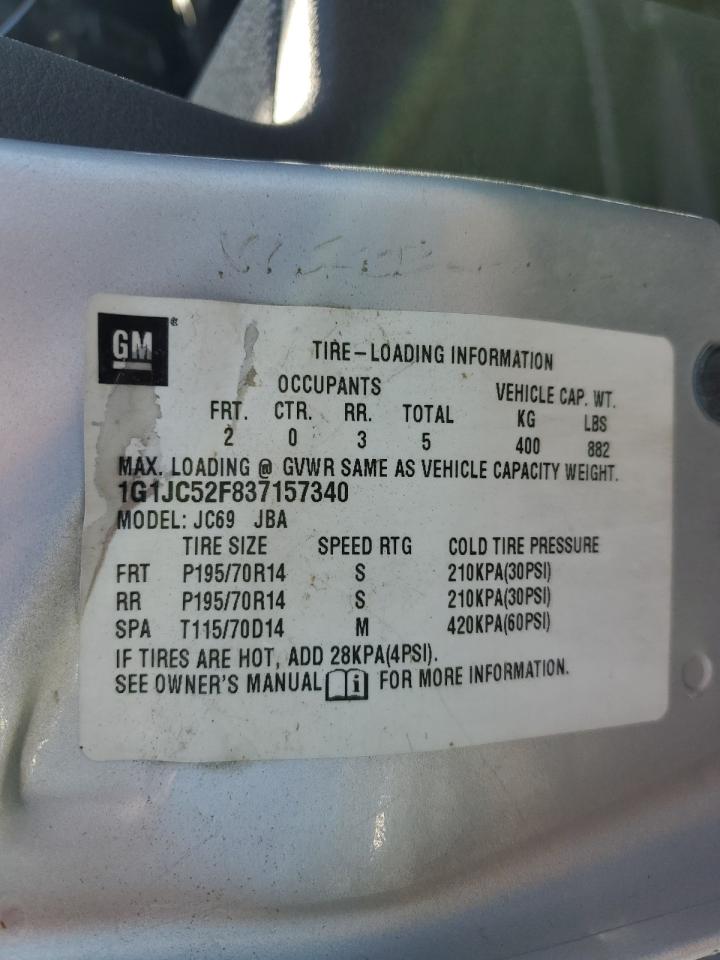 GM®
TIRE-LOADING INFORMATION
OCCUPANTS VEHICLE CAP. WT.
FRT. CTR. RR. TOTAL KG LBS
2 0 3 5 400 882
MAX. LOADING @ GVWR SAME AS VEHICLE CAPACITY WEIGHT.
1G1JC52F837157340
MODEL: JC69 JBA
TIRE SIZE SPEED RTG COLD TIRE PRESSURE
FRT P195/70R14 S 210KPA(30PSI)
RR P195/70R14 S 210KPA(30PSI)
SPA T115/70D14 M 420KPA(60PSI)
IF TIRES ARE HOT, ADD 28KPA(4PSI).
SEE OWNER'S MANUAL i FOR MORE INFORMATION.